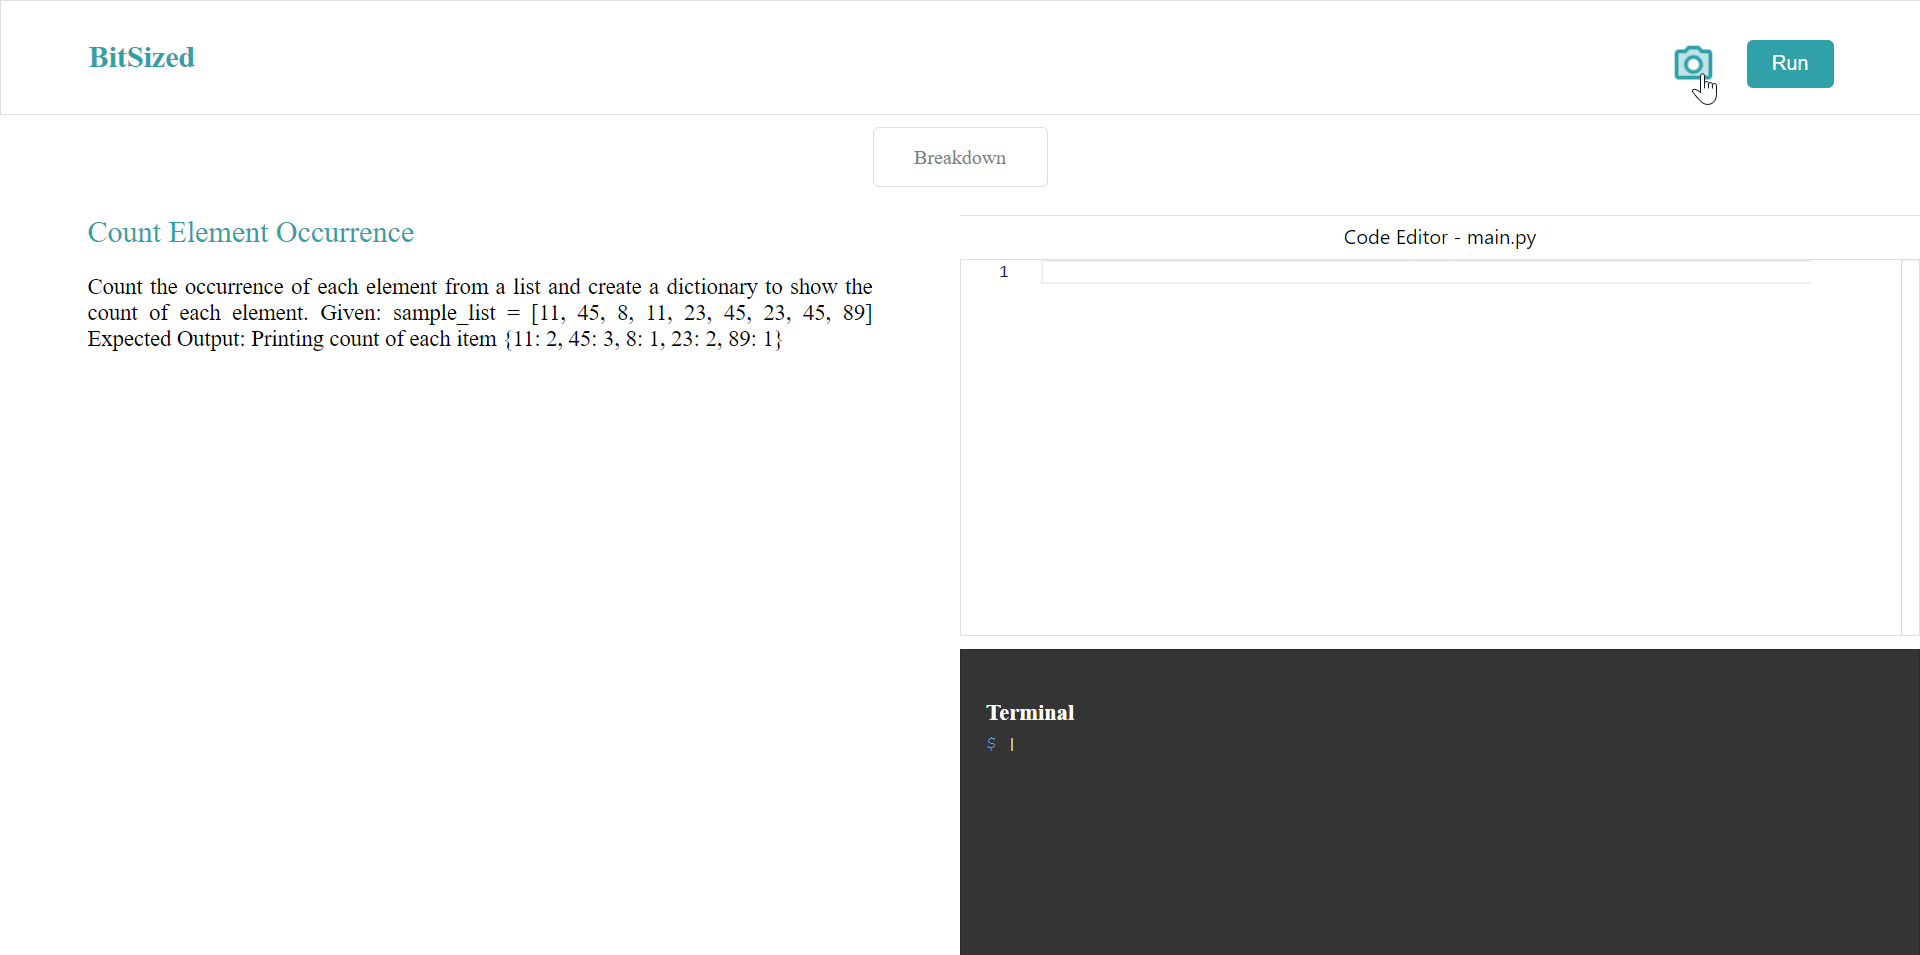 BitSized
Run
Breakdown
Count Element Occurrence
Count the occurrence of each element from a list and create a dictionary to show the
count of each element. Given: sample_list = [11, 45, 8, 11, 23, 45, 23, 45, 89]
Expected Output: Printing count of each item {11: 2, 45: 3, 8: 1, 23: 2, 89: 1}
Code Editor - main.py
1
Terminal
$